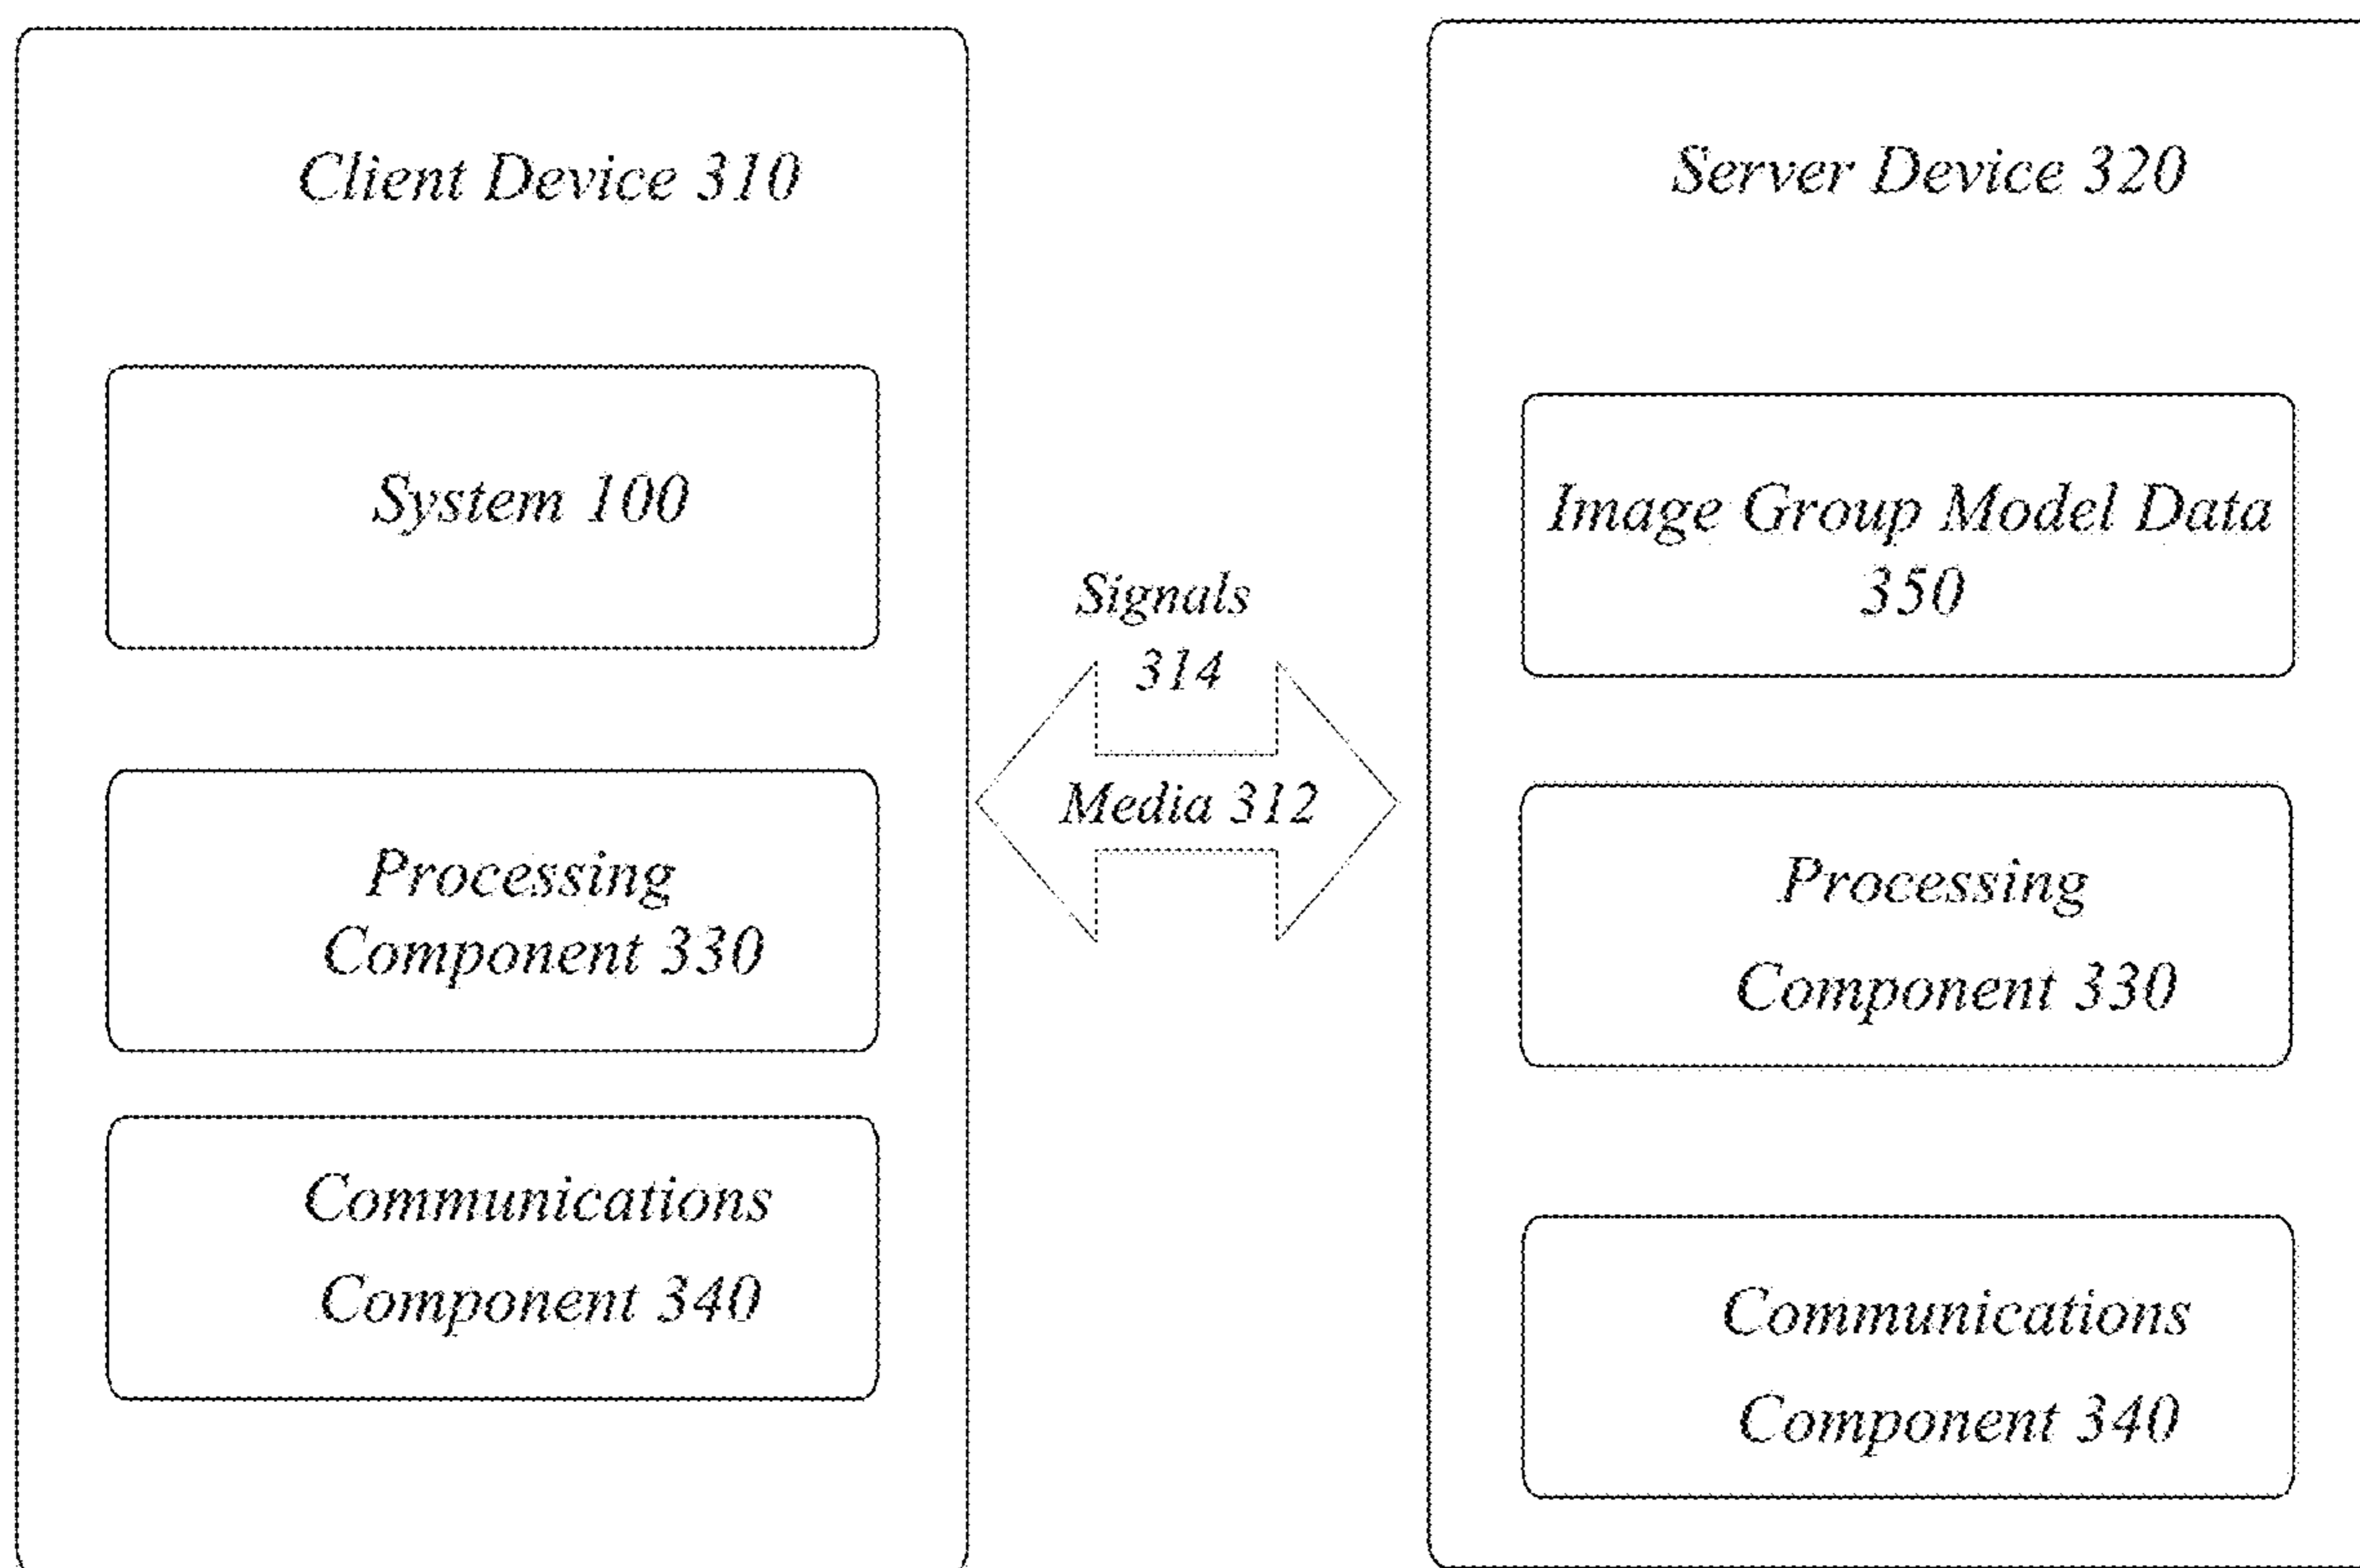 Client Device 310
System 100
Processing
Component 330
Communications
Component 340
Signals
314
Media 312
Server Device 320
Image Group Model Data
350
Processing
Component 330
Communications
Component 340